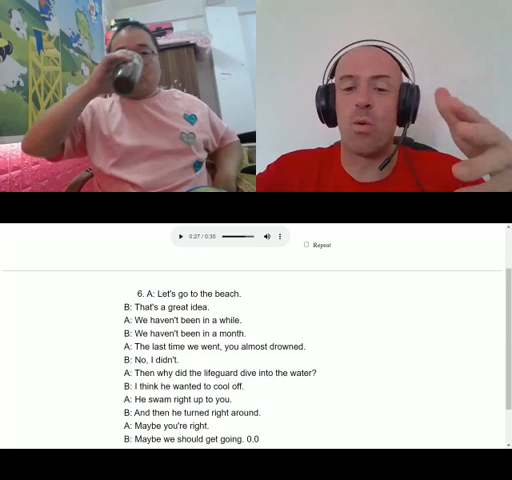 0:27 / 0:35
Repeat
6. A: Let's go to the beach.
B: That's a great idea.
A: We haven't been in a while.
B: We haven't been in a month.
A: The last time we went, you almost drowned.
B: No, I didn't.
A: Then why did the lifeguard dive into the water?
B: I think he wanted to cool off.
A: He swam right up to you.
B: And then he turned right around.
A: Maybe you're right.
B: Maybe we should get going. 0.0